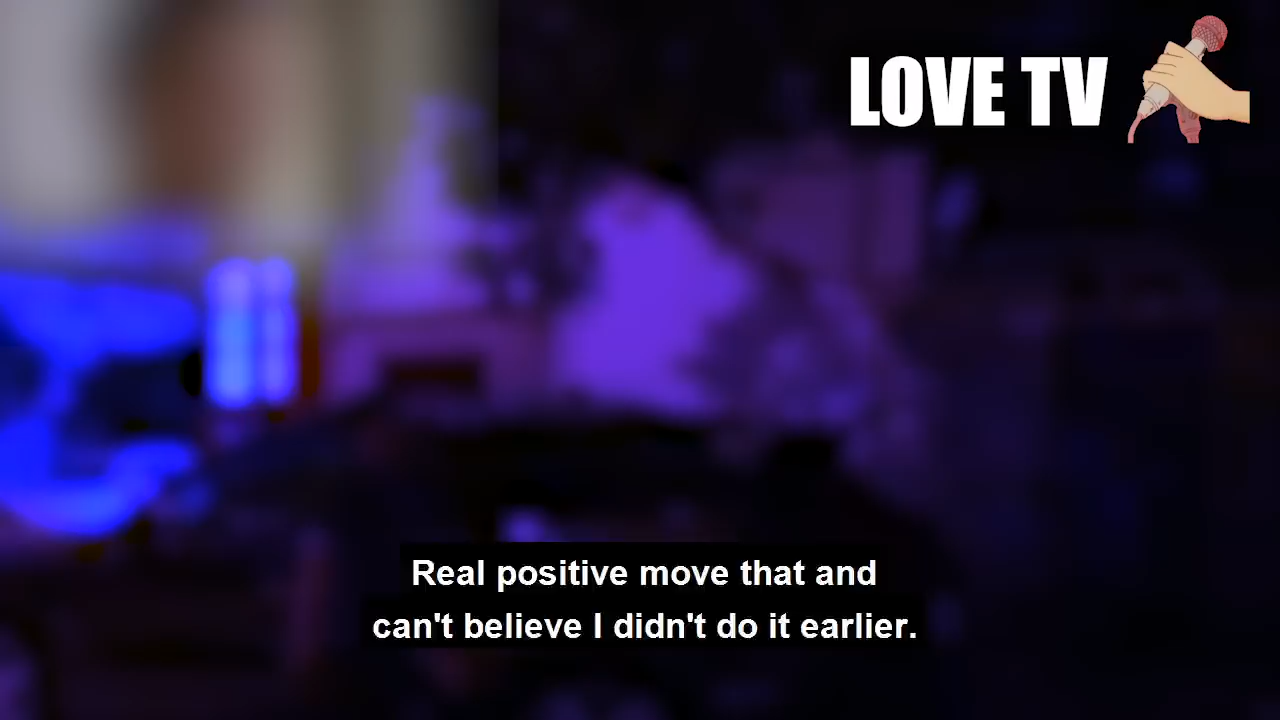 LOVE TV
Real positive move that and
can't believe I didn't do it earlier.